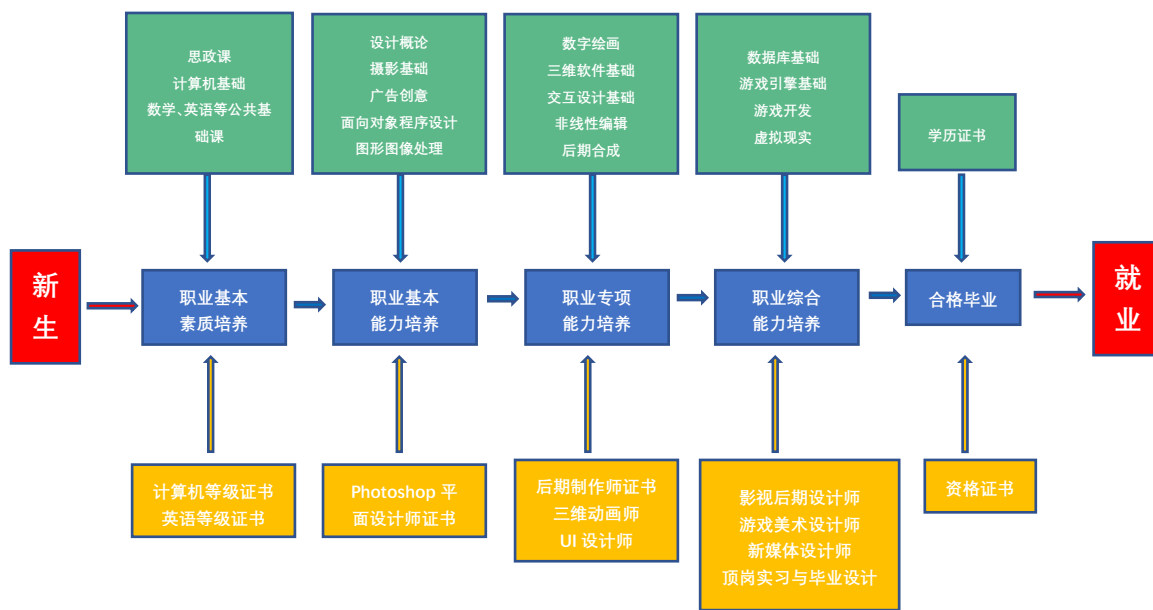 思政课
计算机基础
数学、英语等公共基
础课
设计概论
摄影基础
广告创意
面向对象程序设计
图形图像处理
数字绘画
三维软件基础
交互设计基础
非线性编辑
后期合成
数据库基础
游戏引擎基础
游戏开发
虚拟现实
学历证书
新
生
职业基本
素质培养
职业基本
能力培养
职业专项
能力培养
职业综合
能力培养
合格毕业
就
业
计算机等级证书
英语等级证书
Photoshop 平
面设计师证书
后期制作师证书
三维动画师
UI 设计师
影视后期设计师
游戏美术设计师
新媒体设计师
顶岗实习与毕业设计
资格证书